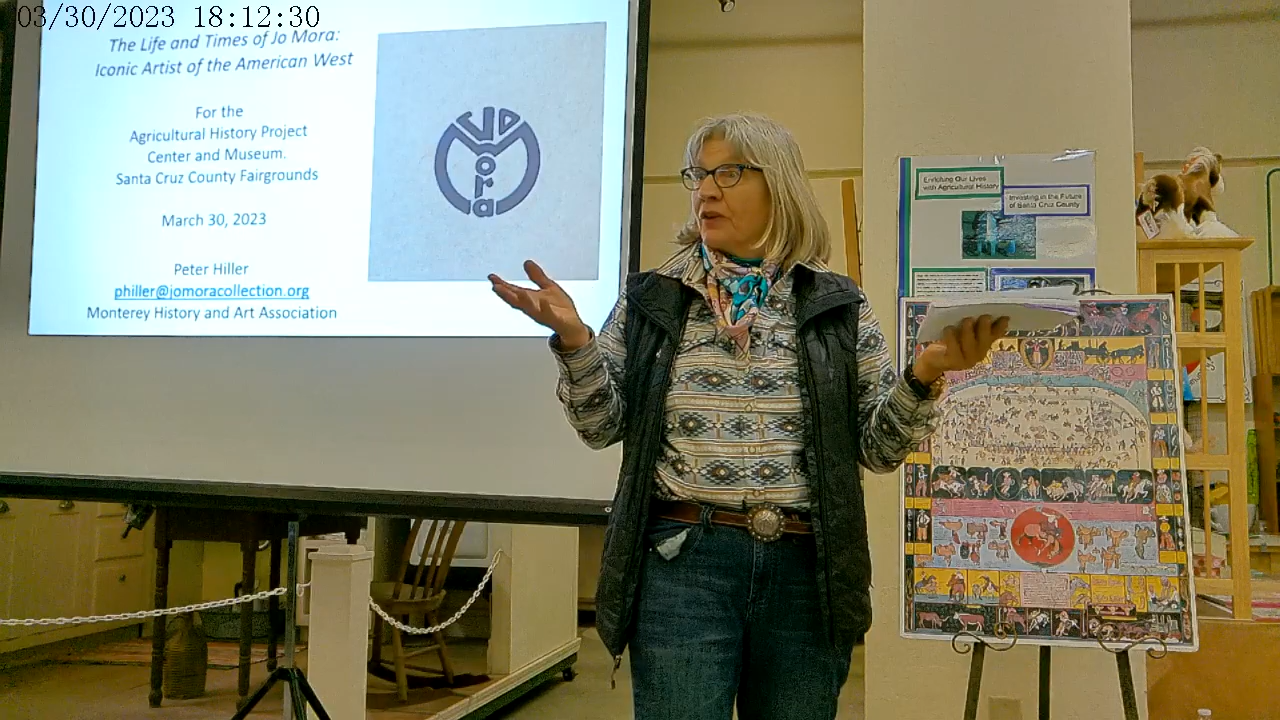 03/30/2023 18:12:30
The Life and Times of Jo Mora:
Iconic Artist of the American West
For the
Agricultural History Project
Center and Museum.
Santa Cruz County Fairgrounds
March 30, 2023
Peter Hiller
philler@jomoracollection.org
Monterey History and Art Association
JO
Mora
Enriching Our Lives
with Agricultural History
Investing in the Future
of Santa Cruz County